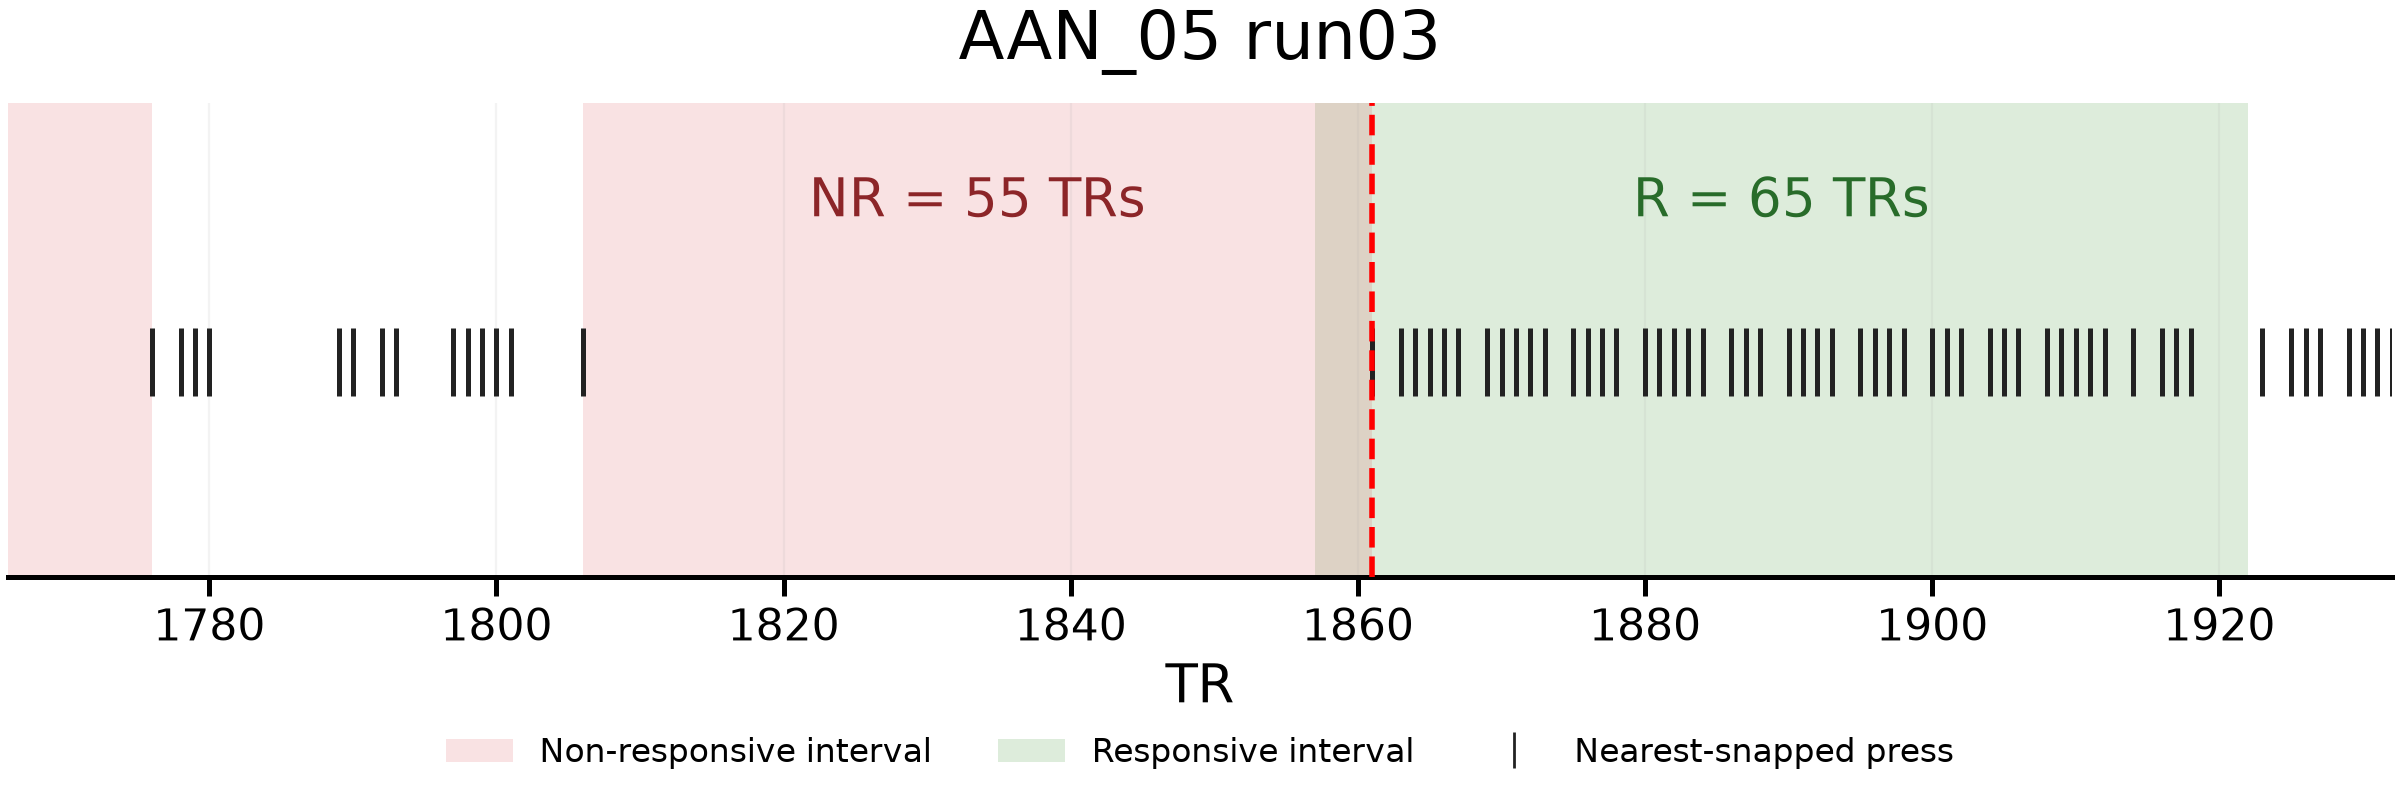 AAN_05 run03
NR = 55 TRs
R = 65 TRs
1780 1800 1820 1840 1860 1880 1900 1920
TR
Non-responsive interval Responsive interval Nearest-snapped press